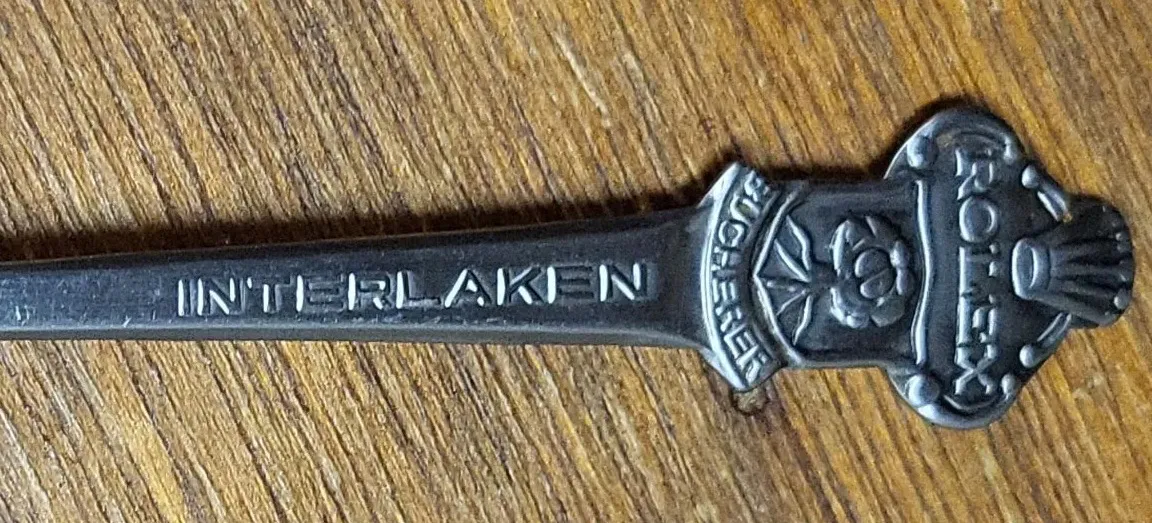 INTERLAKEN
BUCHERER
ROLEX